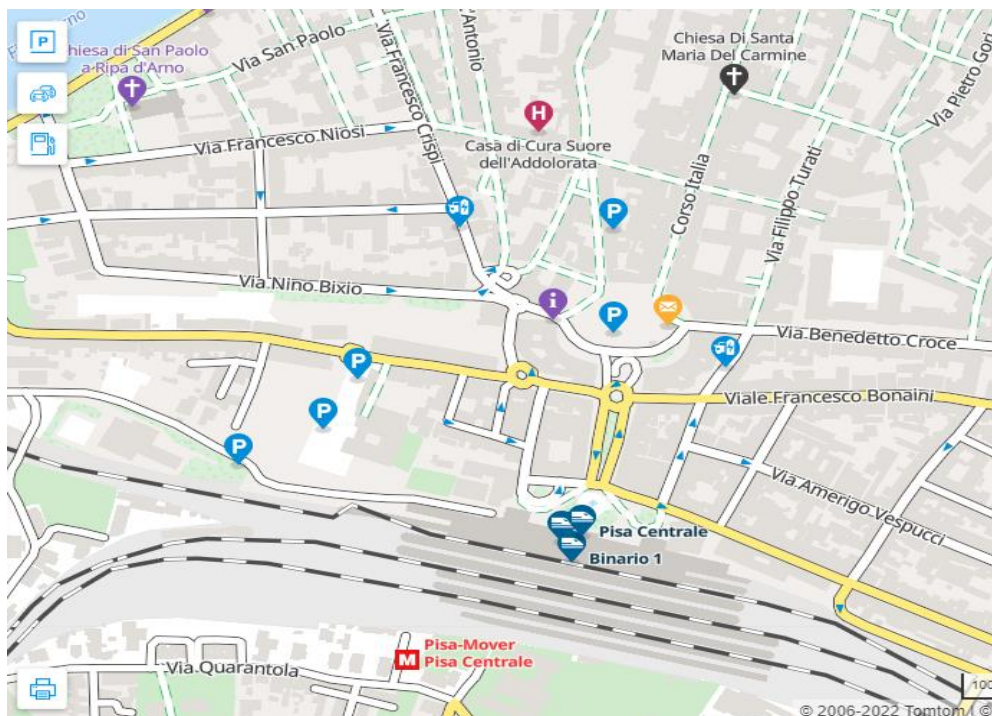 Arno
P
Chiesa di San Paolo
a Ripa d'Arno
Via San Paolo
Via Francesco Crispi
Chiesa Di Santa
Maria Del Carmine
Via Pietro Gori
Via Francesco Niosi
H
Casa di Cura Suore
dell'Addolorata
Corso Italia
Via Filippo Turati
P
Via Nino Bixio
i
P
Via Benedetto Croce
P
Viale Francesco Bonaini
P
P
Via Amerigo Vespucci
Pisa Centrale
Binario 1
M
Pisa-Mover
Pisa Centrale
Via Quarantola
100
© 2006-2022 Tomtom | ©